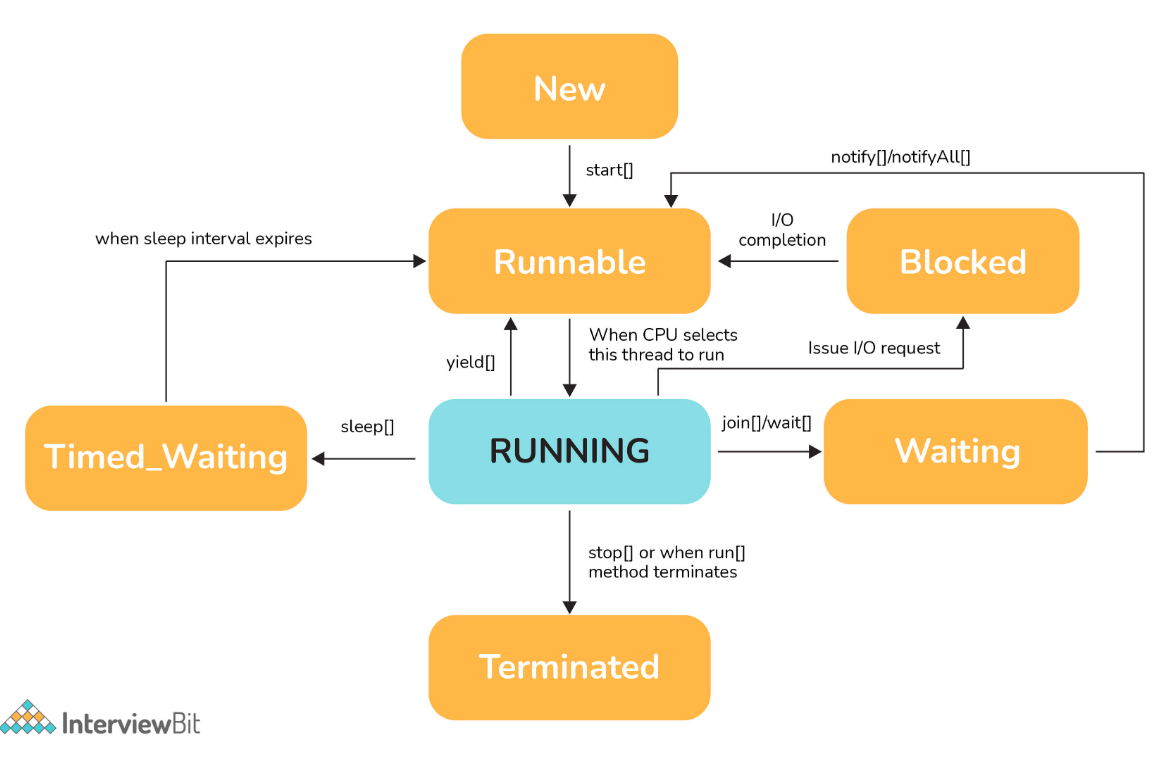 New
start[]
notify[]/notifyAll[]
when sleep interval expires
Runnable
I/O
completion
Blocked
yield[]
When CPU selects
this thread to run
Issue I/O request
Timed_Waiting
sleep[]
RUNNING
join[]/wait[]
Waiting
stop[] or when run[]
method terminates
Terminated
InterviewBit